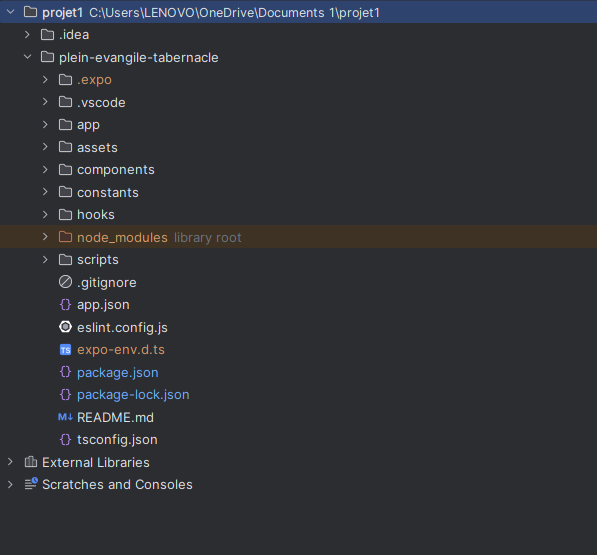 projet1 C:\Users\LENOVO\OneDrive\Documents 1\projet1
.idea
plein-evangile-tabernacle
.expo
.vscode
app
assets
components
constants
hooks
node_modules library root
scripts
.gitignore
{} app.json
eslint.config.js
TS expo-env.d.ts
{} package.json
{} package-lock.json
M↓ README.md
{} tsconfig.json
External Libraries
Scratches and Consoles